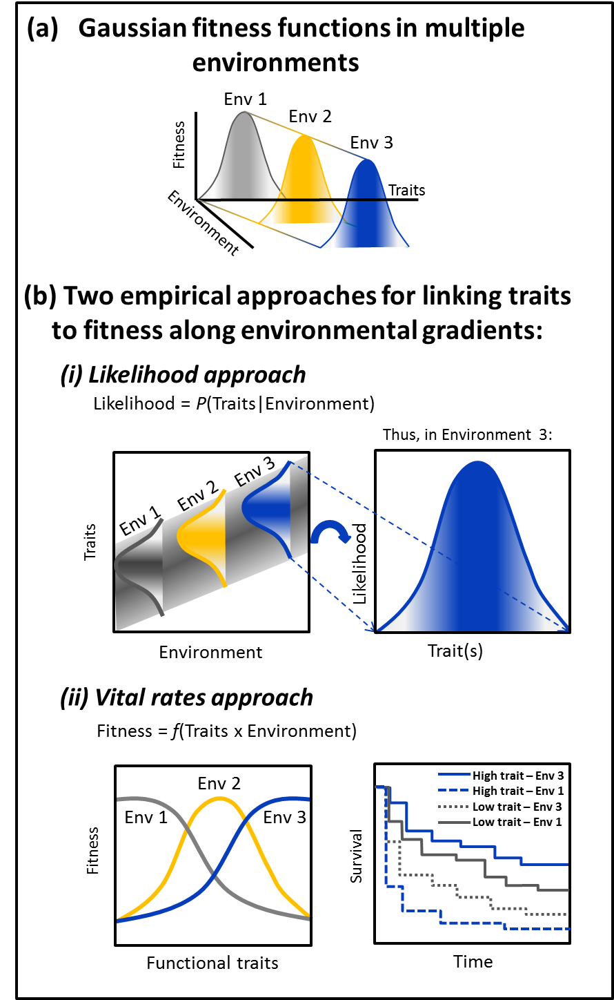 (a) Gaussian fitness functions in multiple
environments
Env 1
Env 2
Env 3
Fitness
Traits
Environment
(b) Two empirical approaches for linking traits
to fitness along environmental gradients:
(i) Likelihood approach
Likelihood = P(Traits|Environment)
Thus, in Environment 3:
Env 1
Env 2
Env 3
Traits
Environment
Likelihood
Trait(s)
(ii) Vital rates approach
Fitness = f(Traits x Environment)
Env 2
Env 1
Env 3
Fitness
Functional traits
High trait – Env 3
High trait – Env 1
Low trait – Env 3
Low trait – Env 1
Survival
Time